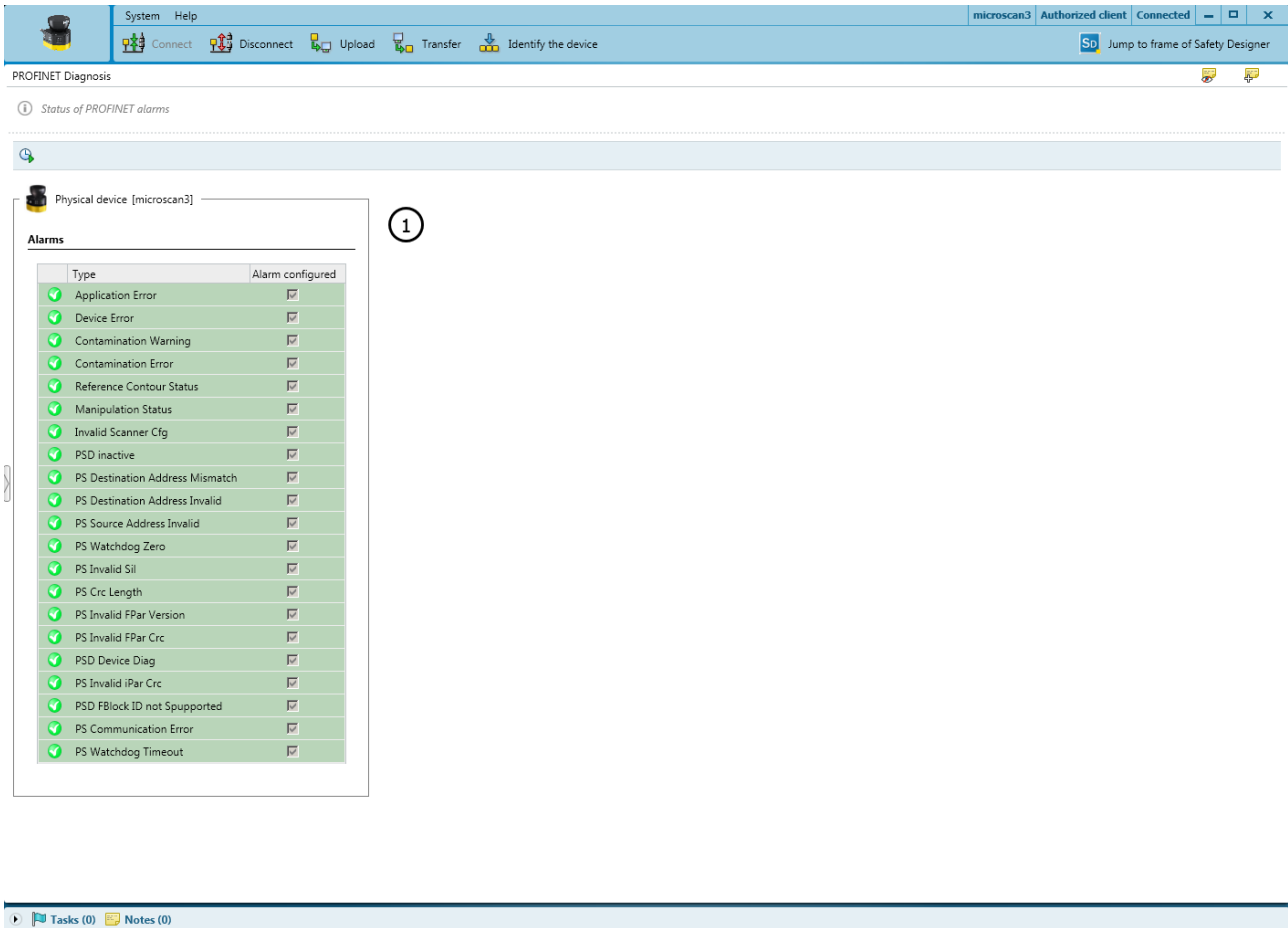 System Help
microscan3 Authorized client Connected
Connect Disconnect Upload Transfer Identify the device
SD Jump to frame of Safety Designer
PROFINET Diagnosis
Status of PROFINET alarms
Physical device [microscan3]
1
Alarms
Type Alarm configured
Application Error
Device Error
Contamination Warning
Contamination Error
Reference Contour Status
Manipulation Status
Invalid Scanner Cfg
PSD inactive
PS Destination Address Mismatch
PS Destination Address Invalid
PS Source Address Invalid
PS Watchdog Zero
PS Invalid Sil
PS Crc Length
PS Invalid FPar Version
PS Invalid FPar Crc
PSD Device Diag
PS Invalid iPar Crc
PSD FBlock ID not Spupported
PS Communication Error
PS Watchdog Timeout
Tasks (0) Notes (0)